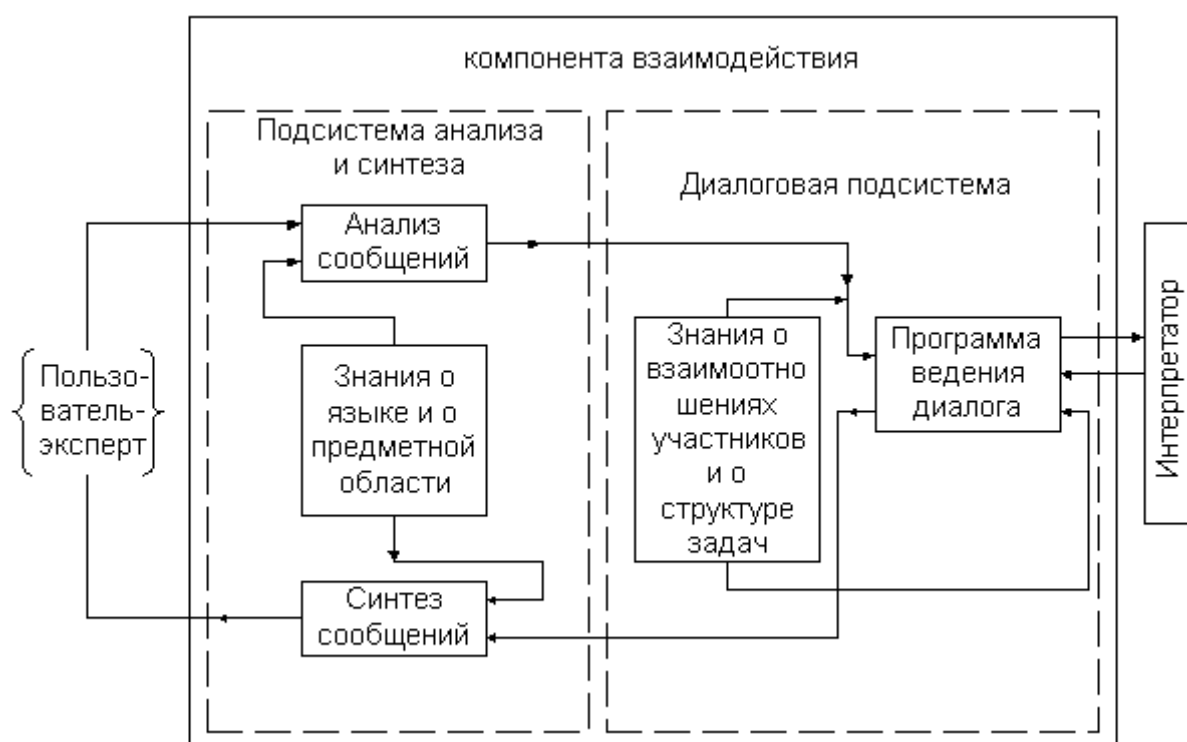 компонента взаимодействия
Подсистема анализа
и синтеза
Диалоговая подсистема
Анализ
сообщений
Знания о
языке и о
предметной
области
Синтез
сообщений
Пользо-
ватель-
эксперт
Знания о
взаимоотно
шениях
участников
и о
структуре
задач
Программа
ведения
диалога
Интерпретатор